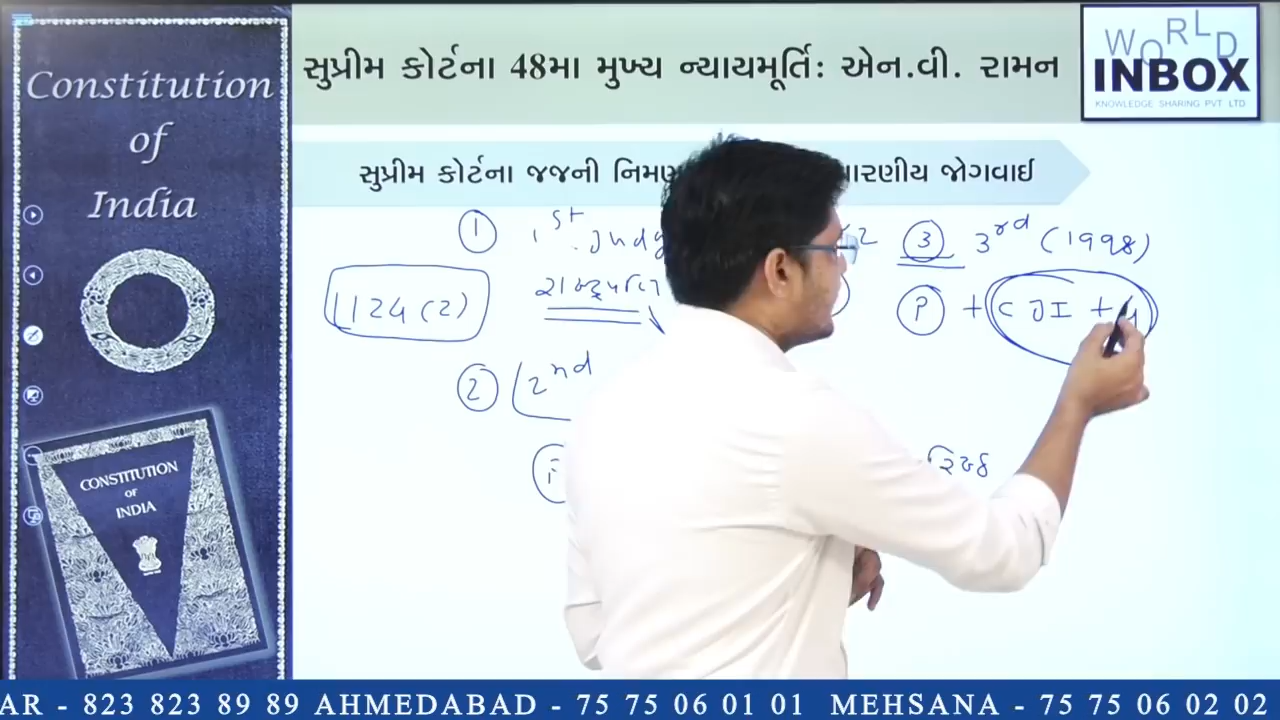 Constitution
of
India
સુપ્રીમ કોર્ટના 48મા મુખ્ય ન્યાયમૂર્તિઃ એન.વી. રામન
WORLD
INBOX
KNOWLEDGE SHARING PVT LTD
સુપ્રીમ કોર્ટના જજની નિમણ
ારણીય જોગવાઈ
1 1st Judg
2 3 3rd (1998)
124 (2)
P + CJI + 4
2 2nd
CONSTITUTION
OF
INDIA
AR - 823 823 89 89 AHMEDABAD - 75 75 06 01 01 MEHSANA - 75 75 06 02 02